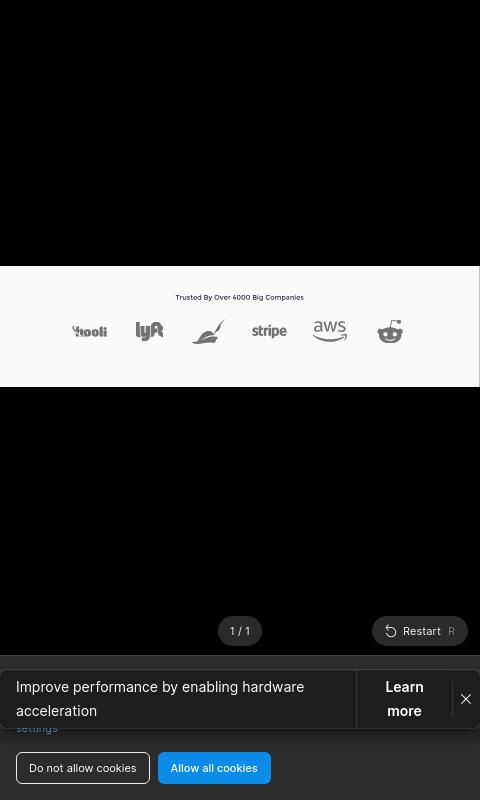 Trusted By Over 4000 Big Companies
hooli lyft stripe aws
1 / 1
Restart R
Improve performance by enabling hardware
acceleration
Learn
more
settings
Do not allow cookies
Allow all cookies